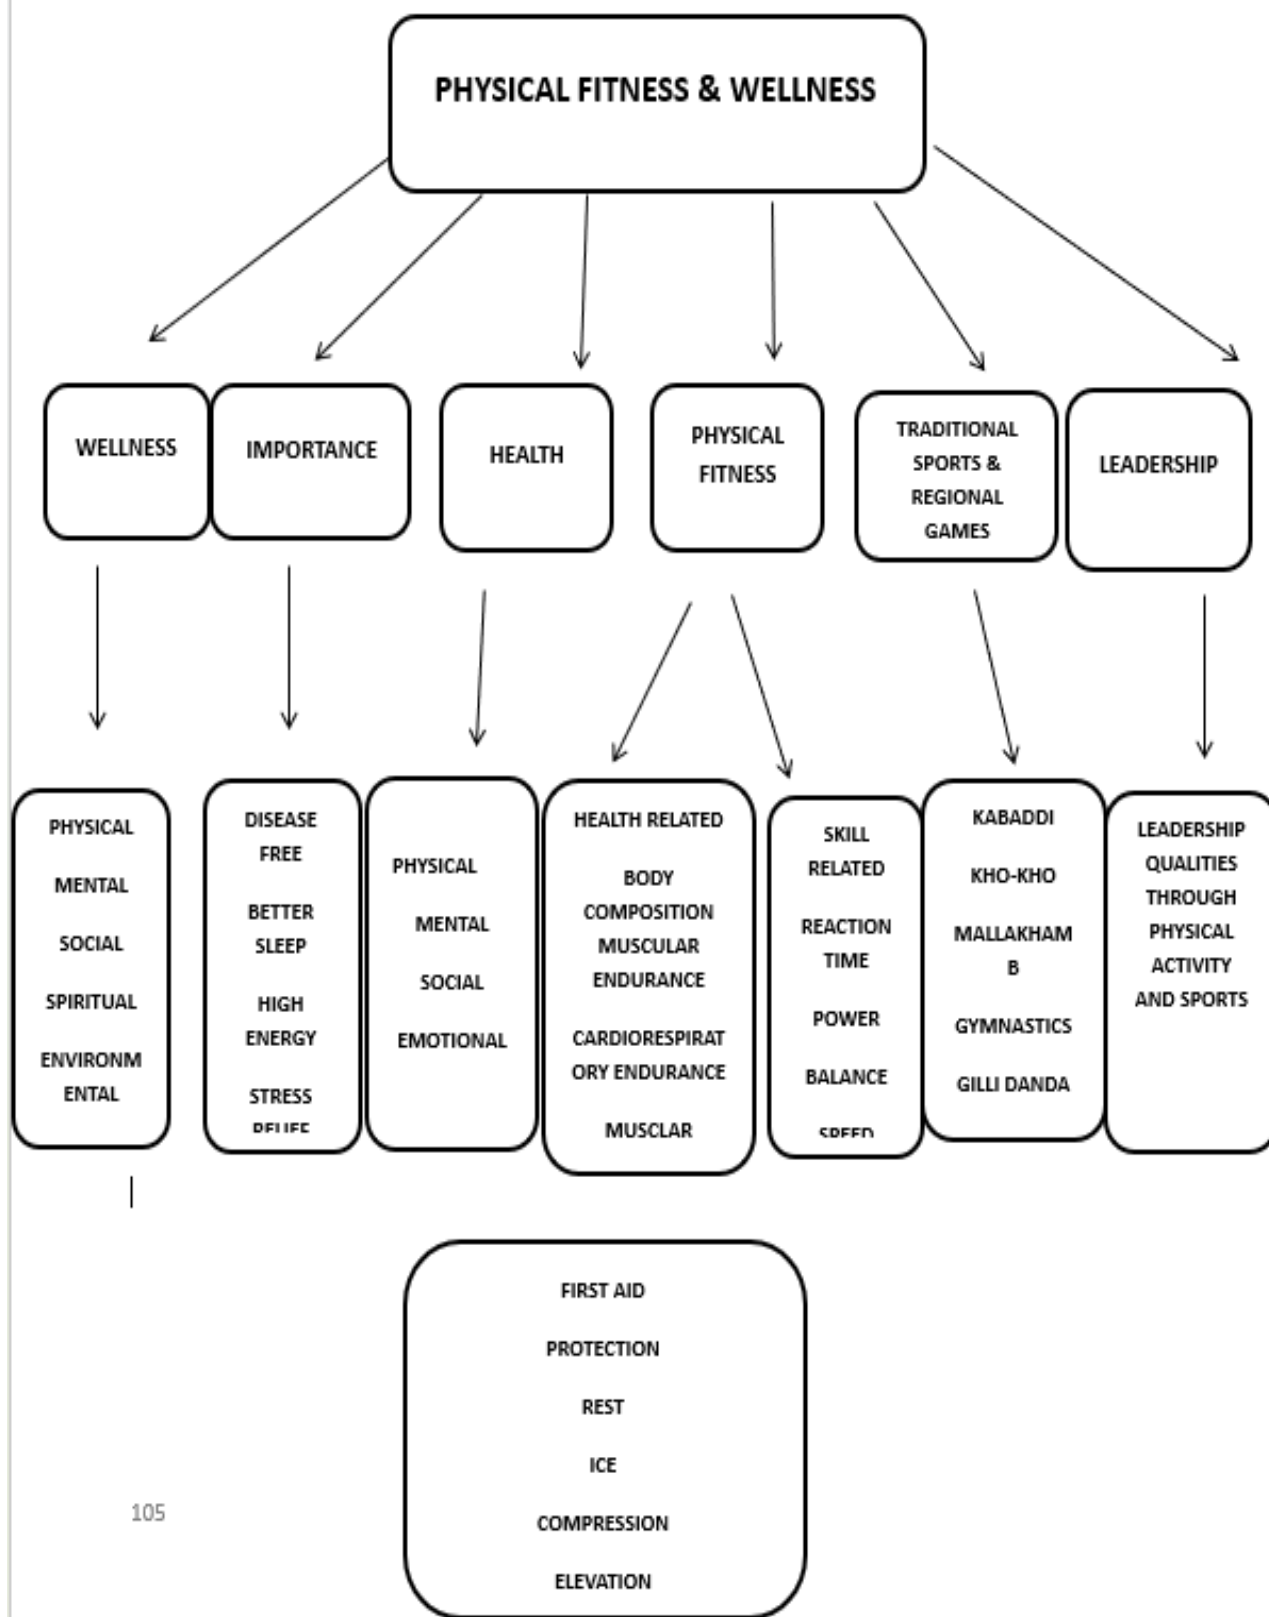 PHYSICAL FITNESS & WELLNESS
WELLNESS
IMPORTANCE
HEALTH
PHYSICAL
FITNESS
TRADITIONAL
SPORTS &
REGIONAL
GAMES
LEADERSHIP
PHYSICAL
MENTAL
SOCIAL
SPIRITUAL
ENVIRONM
ENTAL
DISEASE
FREE
BETTER
SLEEP
HIGH
ENERGY
STRESS
RELIEF
PHYSICAL
MENTAL
SOCIAL
EMOTIONAL
HEALTH RELATED
BODY
COMPOSITION
MUSCULAR
ENDURANCE
CARDIORESPIRAT
ORY ENDURANCE
MUSCLAR
SKILL
RELATED
REACTION
TIME
POWER
BALANCE
SPEED
KABADDI
KHO-KHO
MALLAKHAM
B
GYMNASTICS
GILLI DANDA
LEADERSHIP
QUALITIES
THROUGH
PHYSICAL
ACTIVITY
AND SPORTS
FIRST AID
PROTECTION
REST
ICE
COMPRESSION
ELEVATION
105